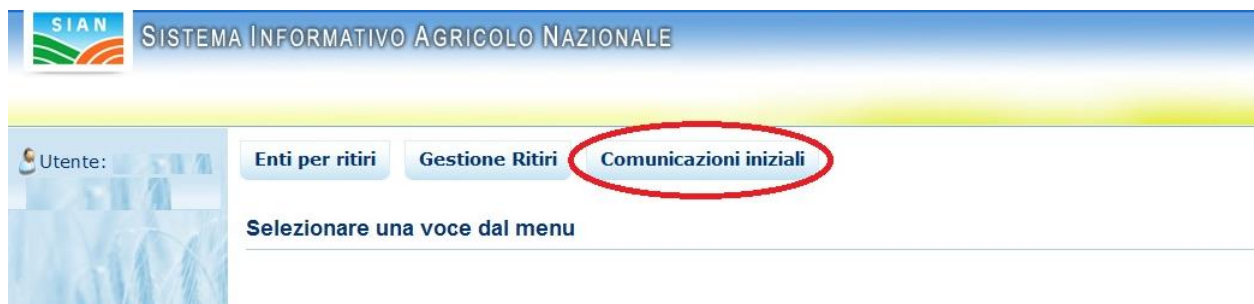 SIAN
SISTEMA INFORMATIVO AGRICOLO NAZIONALE
Utente:
Enti per ritiri Gestione Ritiri Comunicazioni iniziali
Selezionare una voce dal menu